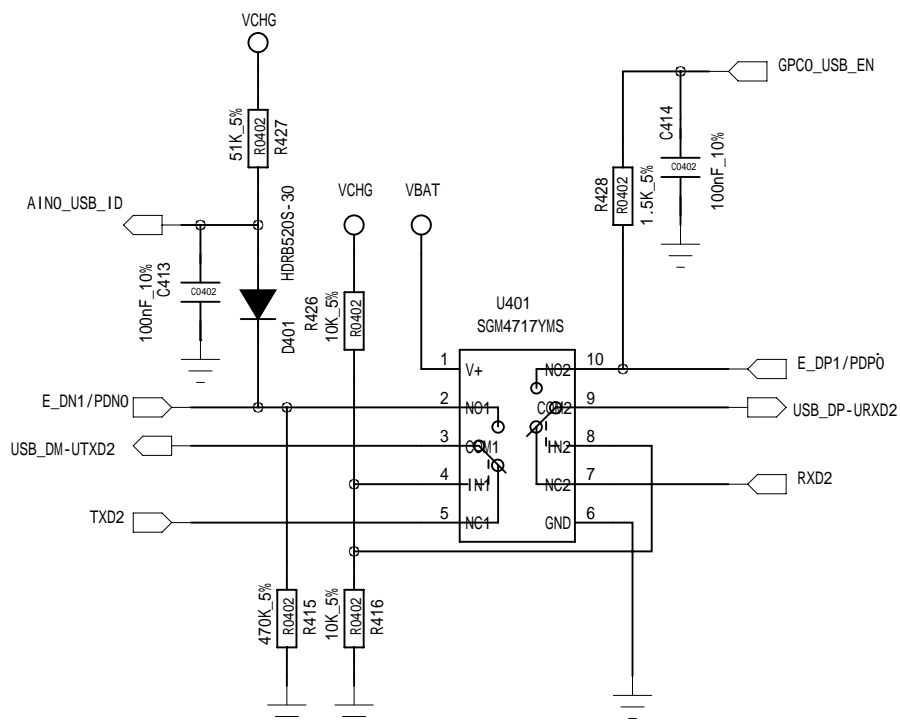 VCHG
GPC0_USB_EN
51K_5%
R0402
R427
C414
C0402
100nF_10%
R428
R0402
1.5K_5%
VCHG
VBAT
AIN0_USB_ID
HDRB520S-30
100nF_10%
C413
C0402
D401
R426
10K_5%
R0402
U401
SGM4717YMS
1
V+
NO2
10
E_DP1/PDP0
E_DN1/PDN0
2
NO1
COM2
9
USB_DP-URXD2
USB_DM-UTXD2
3
COM1
IN2
8
4
IN1
NC2
7
RXD2
TXD2
5
NC1
GND
6
470K_5%
R0402
R415
10K_5%
R0402
R416